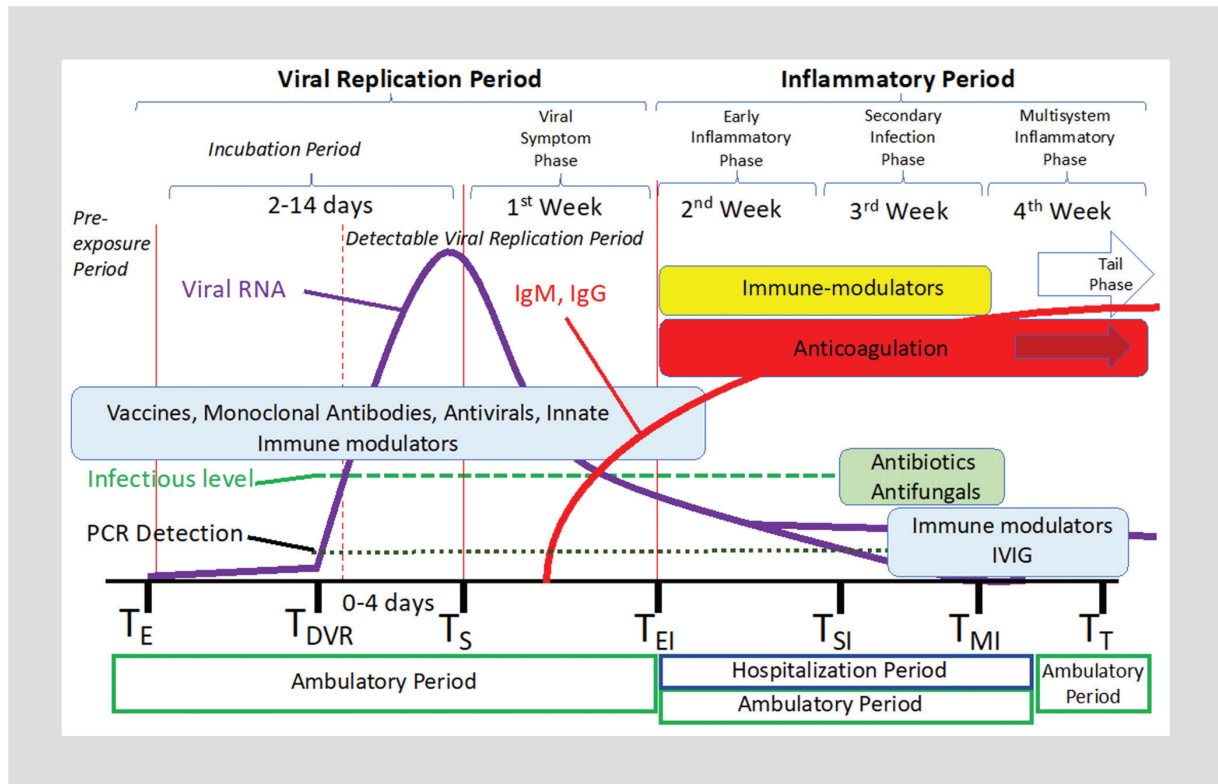 Viral Replication Period
Inflammatory Period
Incubation Period
Viral
Symptom
Phase
Early
Inflammatory
Phase
Secondary
Infection
Phase
Multisystem
Inflammatory
Phase
2-14 days
1st Week
2nd Week
3rd Week
4th Week
Pre-
exposure
Period
Detectable Viral Replication Period
Viral RNA
IgM, IgG
Immune-modulators
Tail
Phase
Anticoagulation
Vaccines, Monoclonal Antibodies, Antivirals, Innate
Immune modulators
Infectious level
Antibiotics
Antifungals
PCR Detection
Immune modulators
IVIG
TE
TDVR
0-4 days
TS
TEI
TSI
TMI
TT
Ambulatory Period
Hospitalization Period
Ambulatory Period
Ambulatory
Period